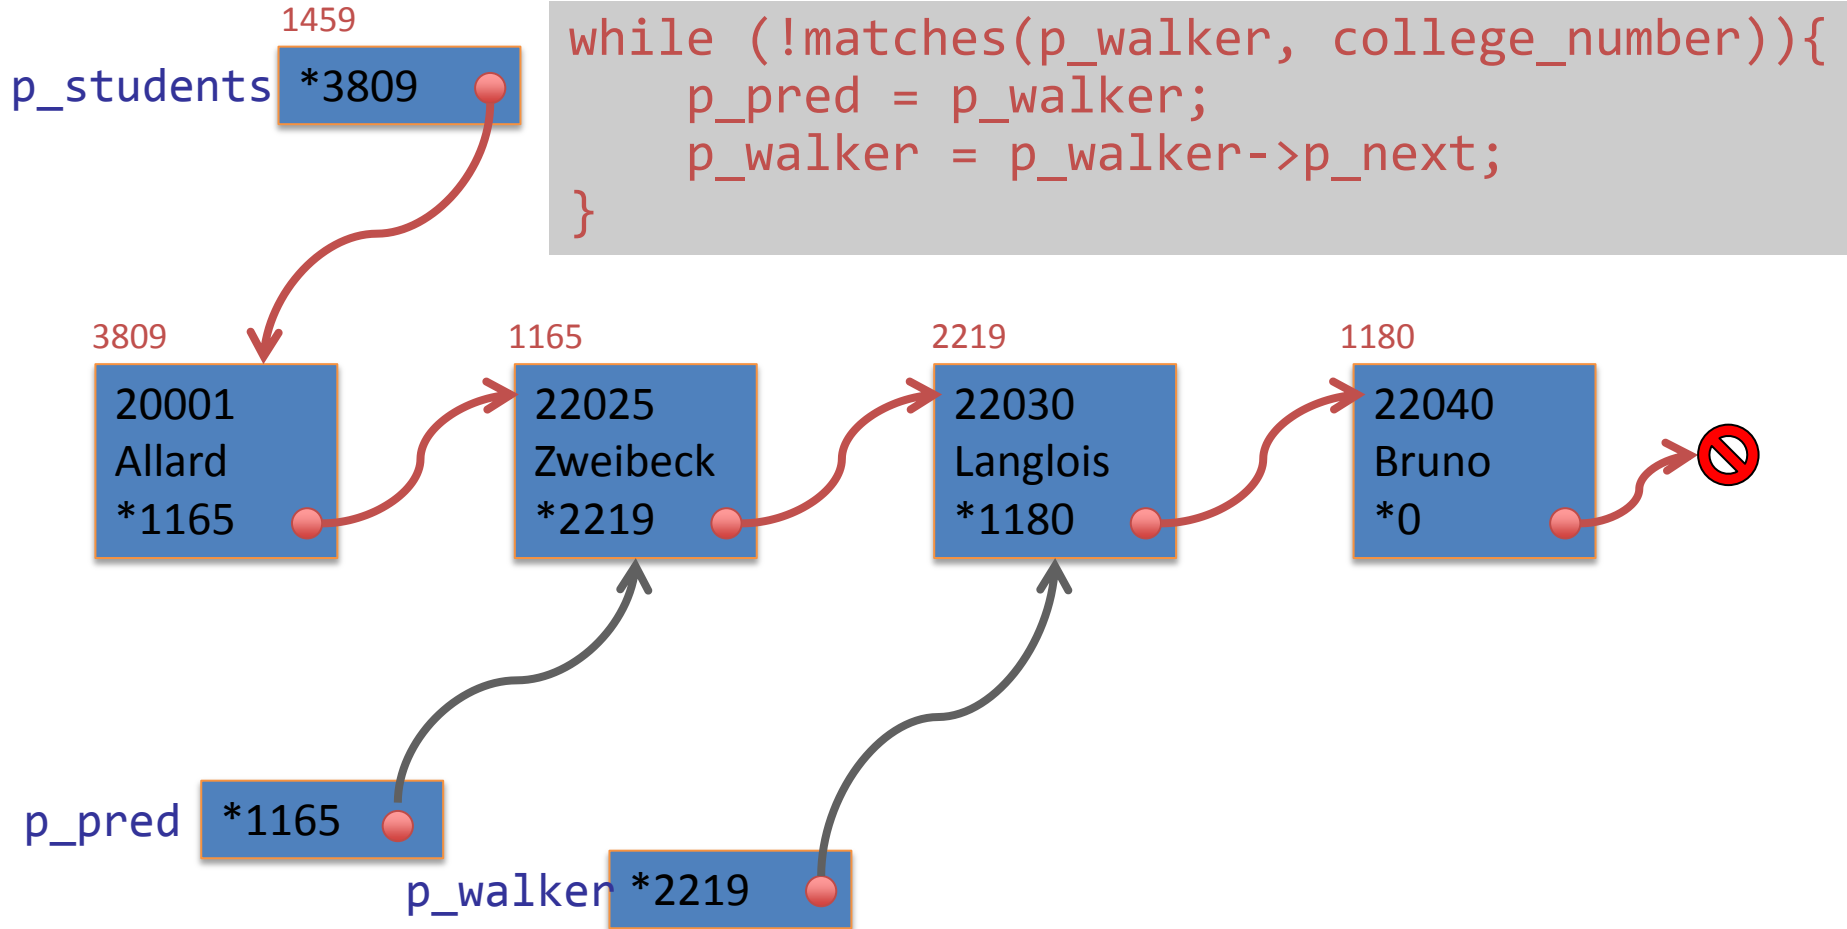 1459
p_students
*3809
while (!matches(p_walker, college_number)){
    p_pred = p_walker;
    p_walker = p_walker->p_next;
}
3809
20001
Allard
*1165
1165
22025
Zweibeck
*2219
2219
22030
Langlois
*1180
1180
22040
Bruno
*0
p_pred
*1165
p_walker
*2219